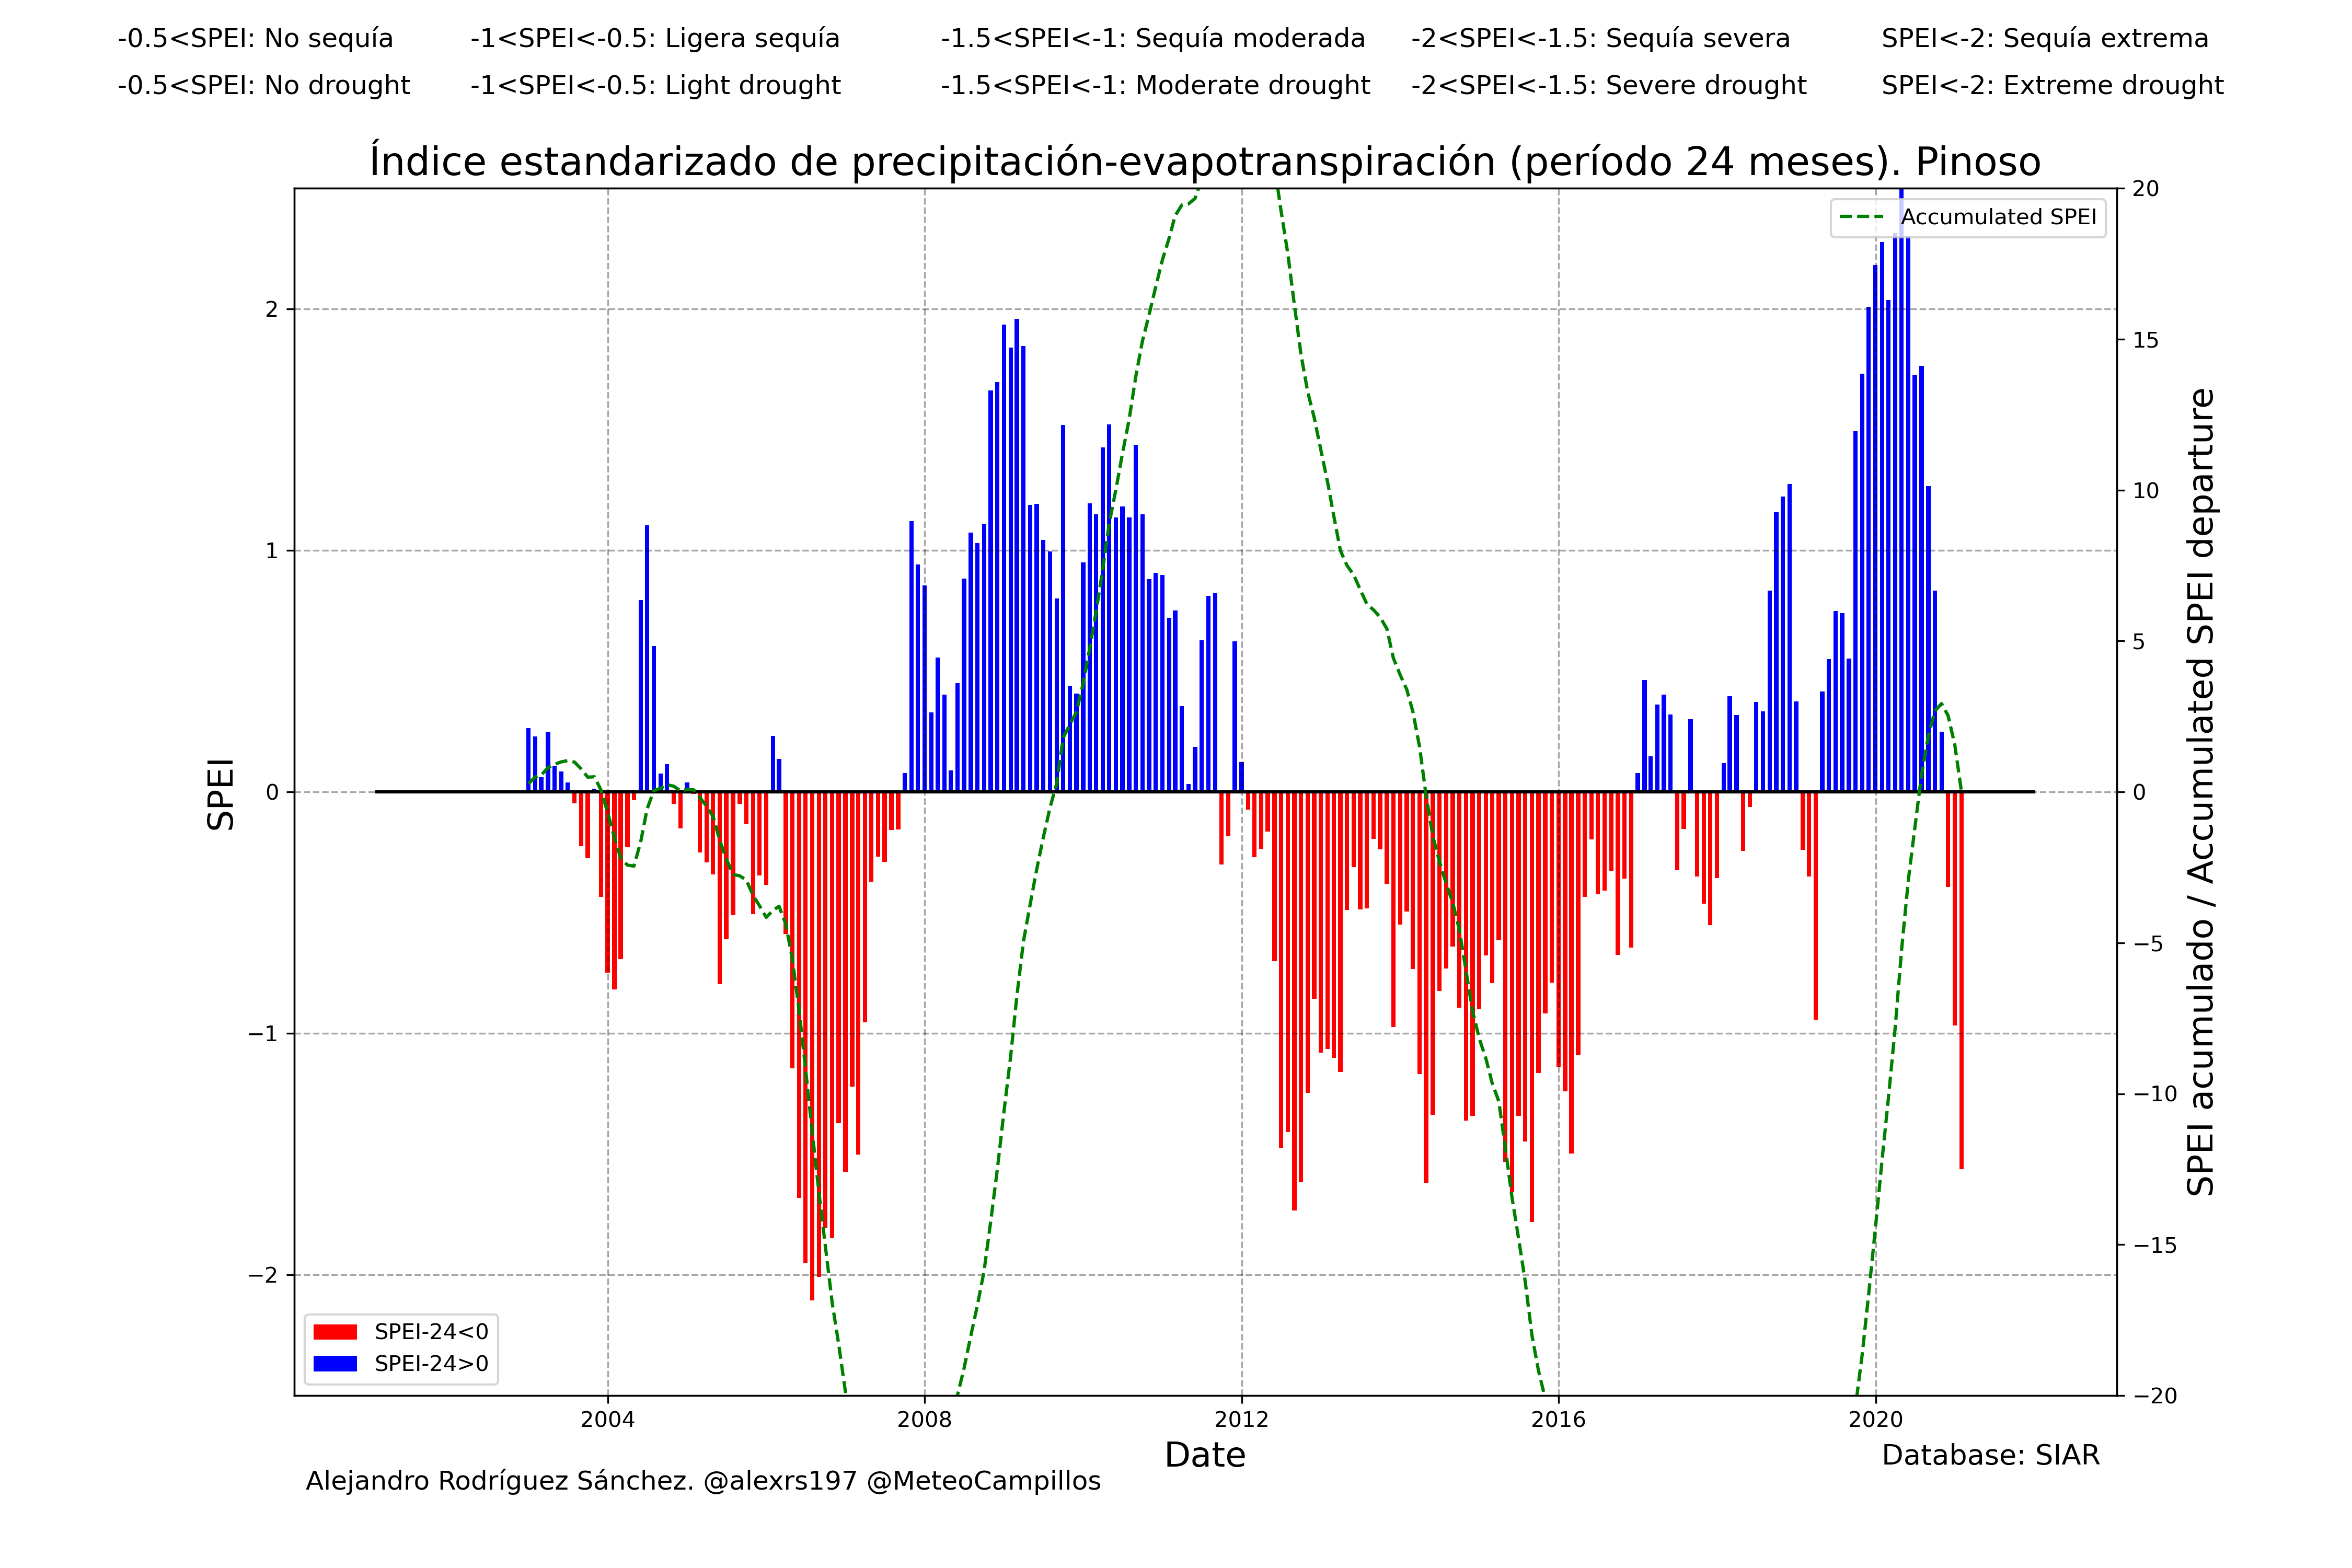 -0.5<SPEI: No sequía -1<SPEI<-0.5: Ligera sequía -1.5<SPEI<-1: Sequía moderada -2<SPEI<-1.5: Sequía severa SPEI<-2: Sequía extrema
-0.5<SPEI: No drought -1<SPEI<-0.5: Light drought -1.5<SPEI<-1: Moderate drought -2<SPEI<-1.5: Severe drought SPEI<-2: Extreme drought
Índice estandarizado de precipitación-evapotranspiración (período 24 meses). Pinoso
Accumulated SPEI
SPEI
2
1
0
−1
−2
20
15
10
5
0
−5
−10
−15
−20
SPEI acumulado / Accumulated SPEI departure
SPEI-24<0
SPEI-24>0
2004 2008 2012 2016 2020
Date
Database: SIAR
Alejandro Rodríguez Sánchez. @alexrs197 @MeteoCampillos